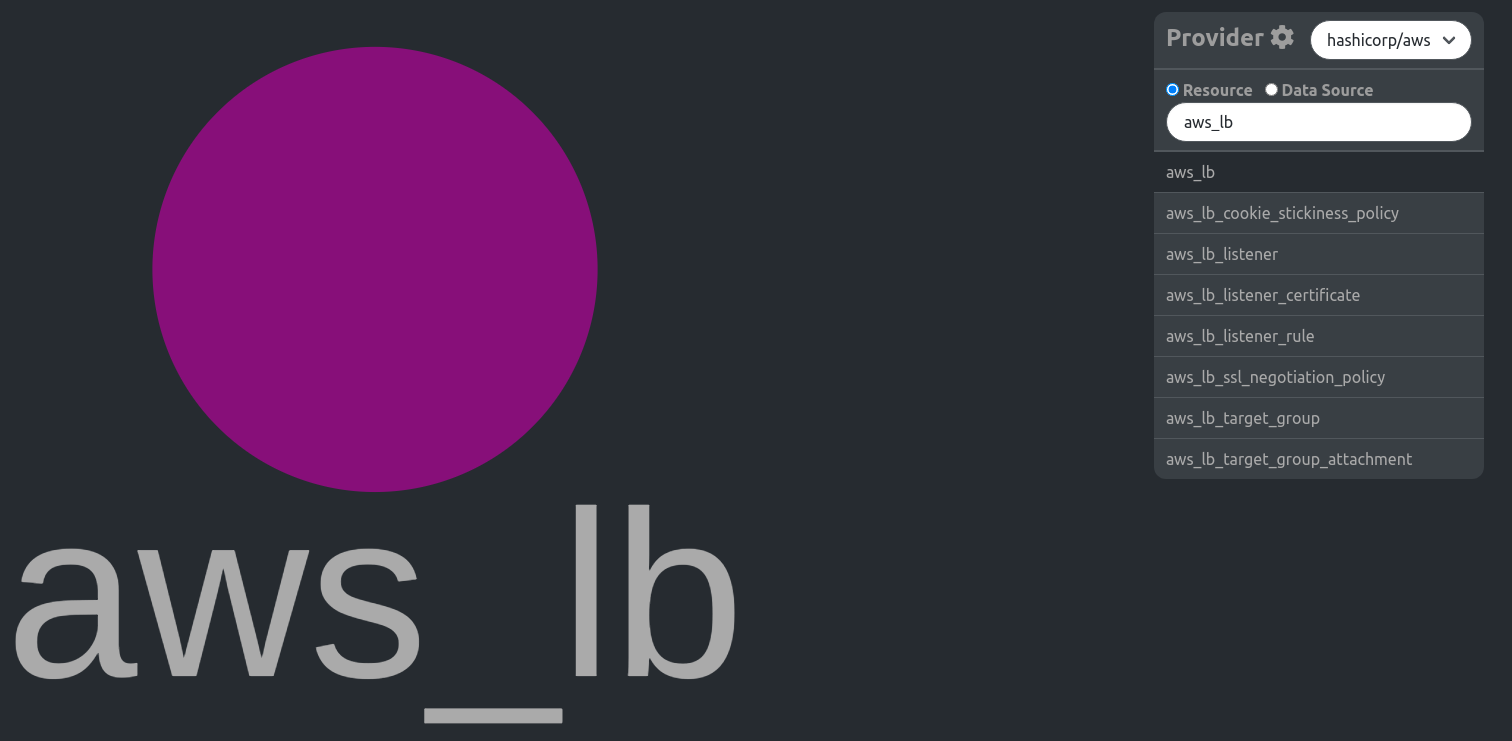 Provider
hashicorp/aws
Resource Data Source
aws_lb
aws_lb
aws_lb_cookie_stickiness_policy
aws_lb_listener
aws_lb_listener_certificate
aws_lb_listener_rule
aws_lb_ssl_negotiation_policy
aws_lb_target_group
aws_lb_target_group_attachment
aws_lb